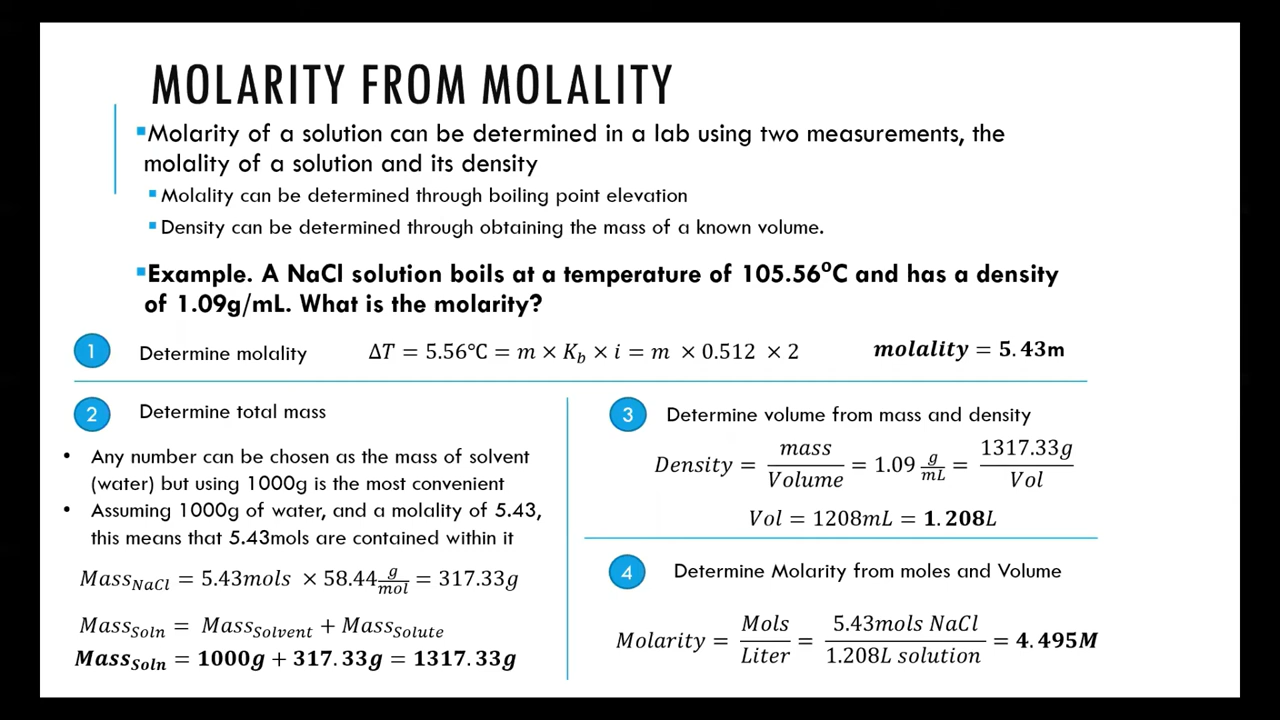 MOLARITY FROM MOLALITY
▪Molarity of a solution can be determined in a lab using two measurements, the
molality of a solution and its density
▪Molality can be determined through boiling point elevation
▪Density can be determined through obtaining the mass of a known volume.
▪Example. A NaCl solution boils at a temperature of 105.56⁰C and has a density
of 1.09g/mL. What is the molarity?
1 Determine molality ΔT = 5.56℃ = m × K_b × i = m × 0.512 × 2 molality = 5.43m
2 Determine total mass
• Any number can be chosen as the mass of solvent
(water) but using 1000g is the most convenient
• Assuming 1000g of water, and a molality of 5.43,
this means that 5.43mols are contained within it
Mass_NaCl = 5.43mols × 58.44 g/mol = 317.33g
Mass_Soln = Mass_Solvent + Mass_Solute
Mass_Soln = 1000g + 317.33g = 1317.33g
3 Determine volume from mass and density
Density = mass/Volume = 1.09 g/mL = 1317.33g/Vol
Vol = 1208mL = 1.208L
4 Determine Molarity from moles and Volume
Molarity = Mols/Liter = 5.43mols NaCl/1.208L solution = 4.495M